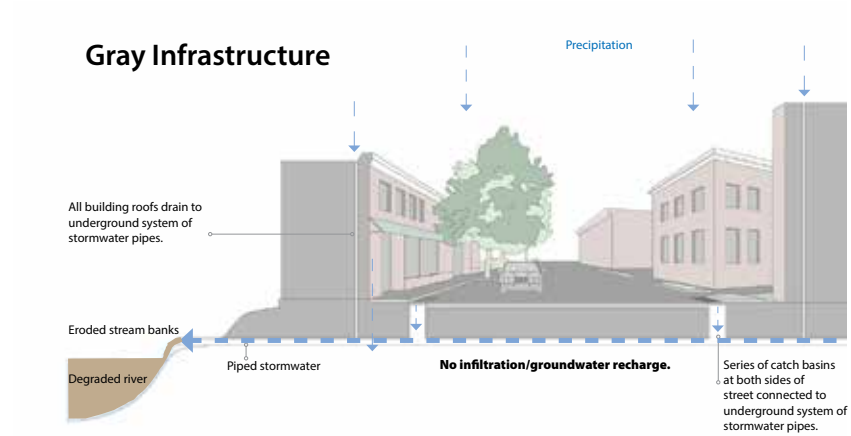 Gray Infrastructure
Precipitation
All building roofs drain to
underground system of
stormwater pipes.
Eroded stream banks
Degraded river
Piped stormwater
No infiltration/groundwater recharge.
Series of catch basins
at both sides of
street connected to
underground system of
stormwater pipes.